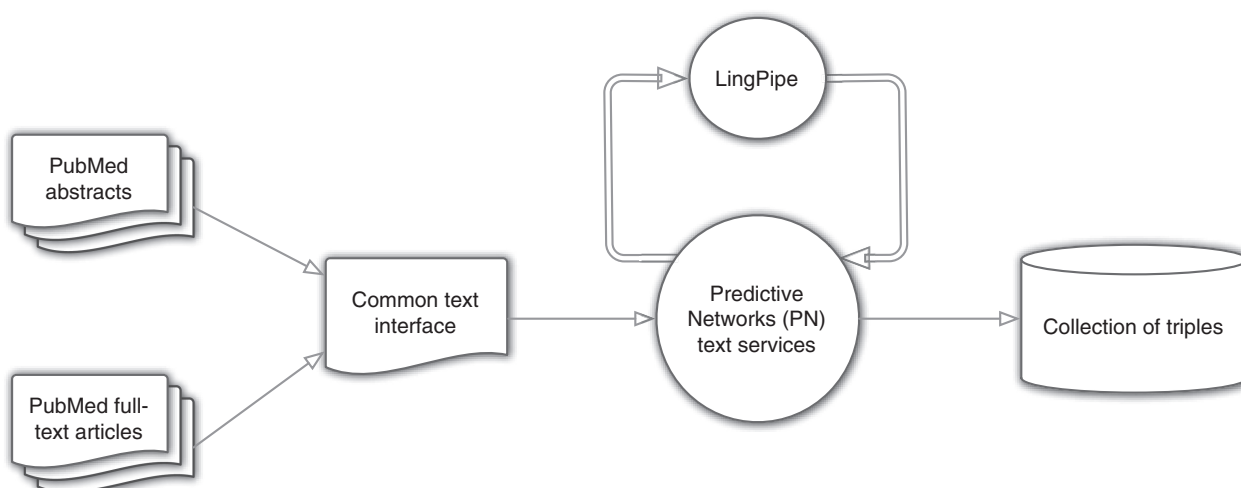 PubMed
abstracts
PubMed full-
text articles
Common text
interface
LingPipe
Predictive
Networks (PN)
text services
Collection of triples